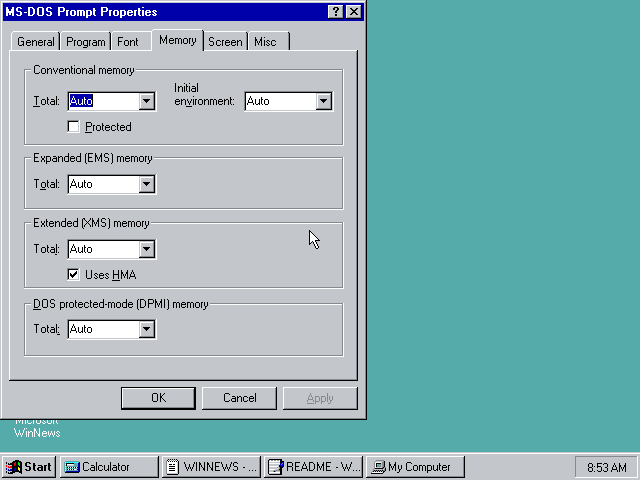 MS-DOS Prompt Properties
General Program Font Memory Screen Misc
Conventional memory
Total: Auto Initial environment: Auto
Protected
Expanded (EMS) memory
Total: Auto
Extended (XMS) memory
Total: Auto
Uses HMA
DOS protected-mode (DPMI) memory
Total: Auto
OK Cancel Apply
Microsoft
WinNews
Start Calculator WINNEWS - ... README - W... My Computer 8:53 AM